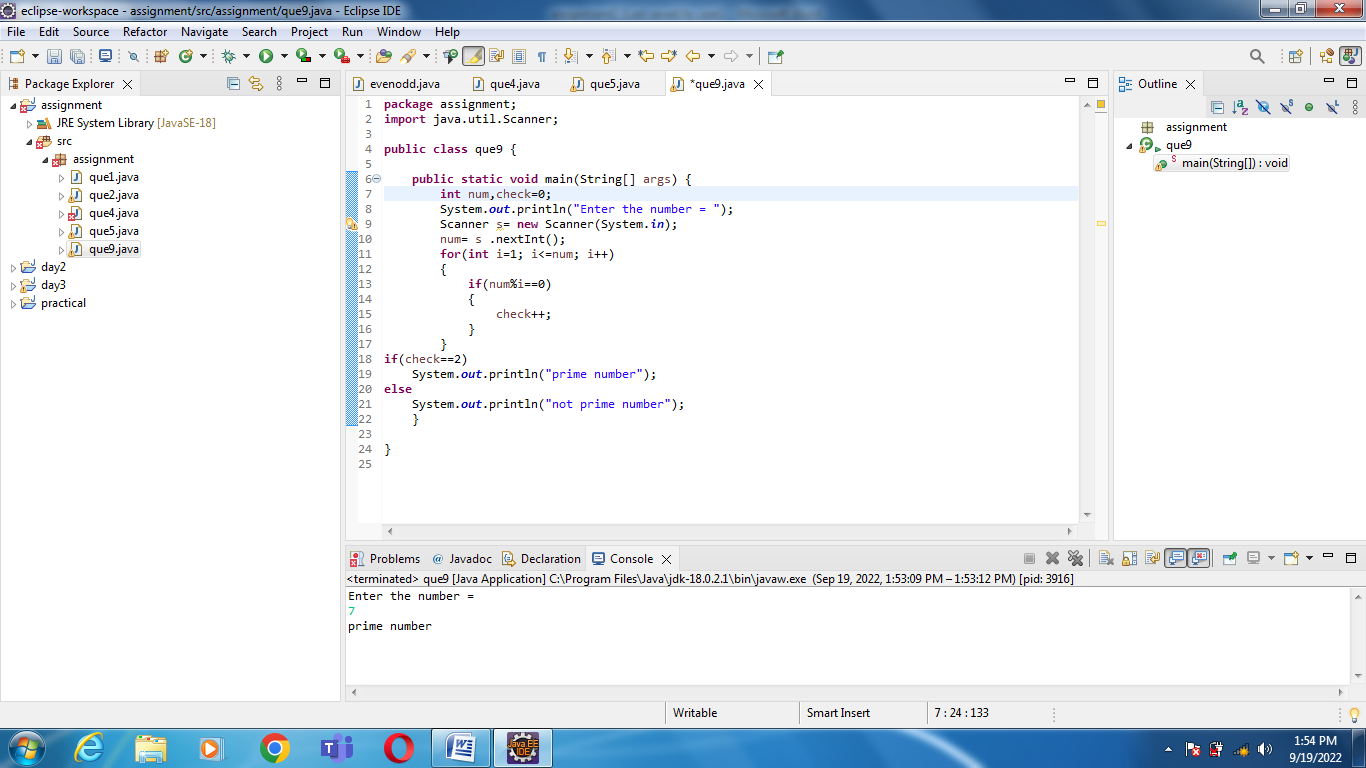 eclipse-workspace - assignment/src/assignment/que9.java - Eclipse IDE
File Edit Source Refactor Navigate Search Project Run Window Help
Package Explorer
assignment
JRE System Library [JavaSE-18]
src
assignment
que1.java
que2.java
que4.java
que5.java
que9.java
day2
day3
practical
evenodd.java que4.java que5.java *que9.java
1 package assignment;
2 import java.util.Scanner;
3
4 public class que9 {
5
6 public static void main(String[] args) {
7 int num,check=0;
8 System.out.println("Enter the number = ");
9 Scanner s= new Scanner(System.in);
10 num= s .nextInt();
11 for(int i=1; i<=num; i++)
12 {
13 if(num%i==0)
14 {
15 check++;
16 }
17 }
18 if(check==2)
19 System.out.println("prime number");
20 else
21 System.out.println("not prime number");
22 }
23
24 }
25
Outline
assignment
que9
main(String[]) : void
Problems @ Javadoc Declaration Console
<terminated> que9 [Java Application] C:\Program Files\Java\jdk-18.0.2.1\bin\javaw.exe (Sep 19, 2022, 1:53:09 PM – 1:53:12 PM) [pid: 3916]
Enter the number =
7
prime number
Writable Smart Insert 7 : 24 : 133
Java EE
IDE
1:54 PM
9/19/2022